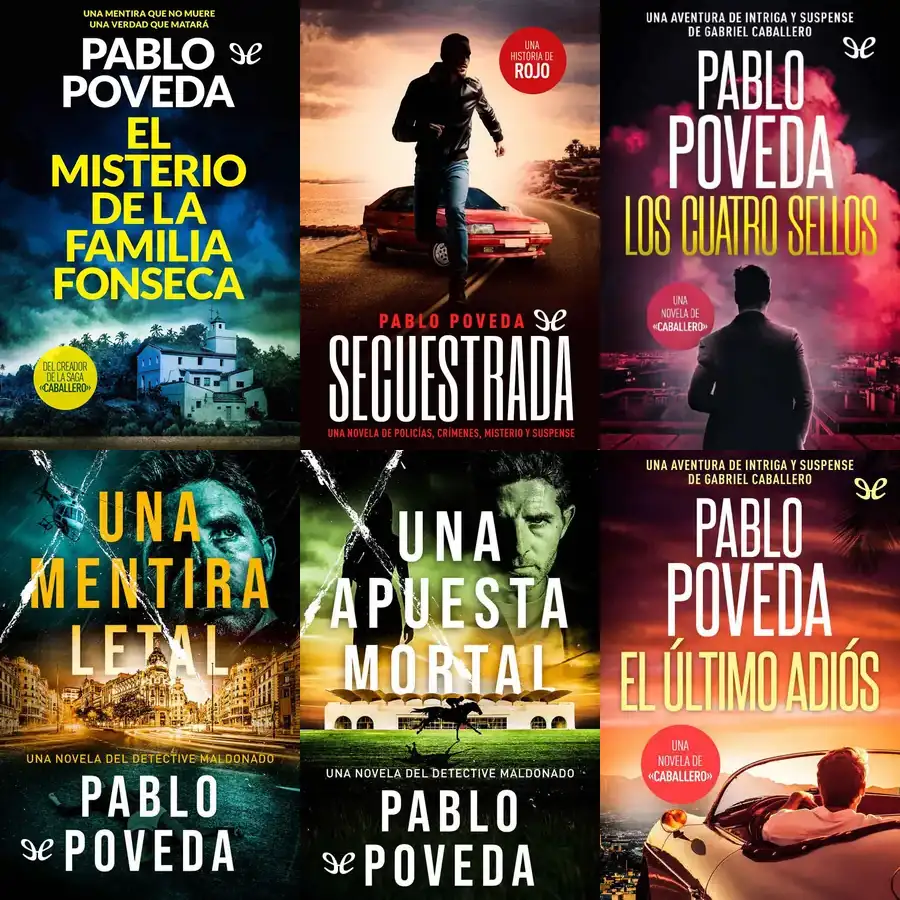 UNA MENTIRA QUE NO MUERE
UNA VERDAD QUE MATARÁ
PABLO
POVEDA
EL
MISTERIO
DE LA
FAMILIA
FONSECA
DEL CREADOR
DE LA SAGA
«CABALLERO»
UNA
HISTORIA DE
ROJO
PABLO POVEDA
SECUESTRADA
UNA NOVELA DE POLICÍAS, CRÍMENES, MISTERIO Y SUSPENSE
UNA AVENTURA DE INTRIGA Y SUSPENSE
DE GABRIEL CABALLERO
PABLO
POVEDA
LOS CUATRO SELLOS
UNA
NOVELA DE
«CABALLERO»
UNA
MENTIRA
LETAL
UNA NOVELA DEL DETECTIVE MALDONADO
PABLO
POVEDA
UNA
APUESTA
MORTAL
UNA NOVELA DEL DETECTIVE MALDONADO
PABLO
POVEDA
UNA AVENTURA DE INTRIGA Y SUSPENSE
DE GABRIEL CABALLERO
PABLO
POVEDA
EL ÚLTIMO ADIÓS
UNA
NOVELA DE
«CABALLERO»